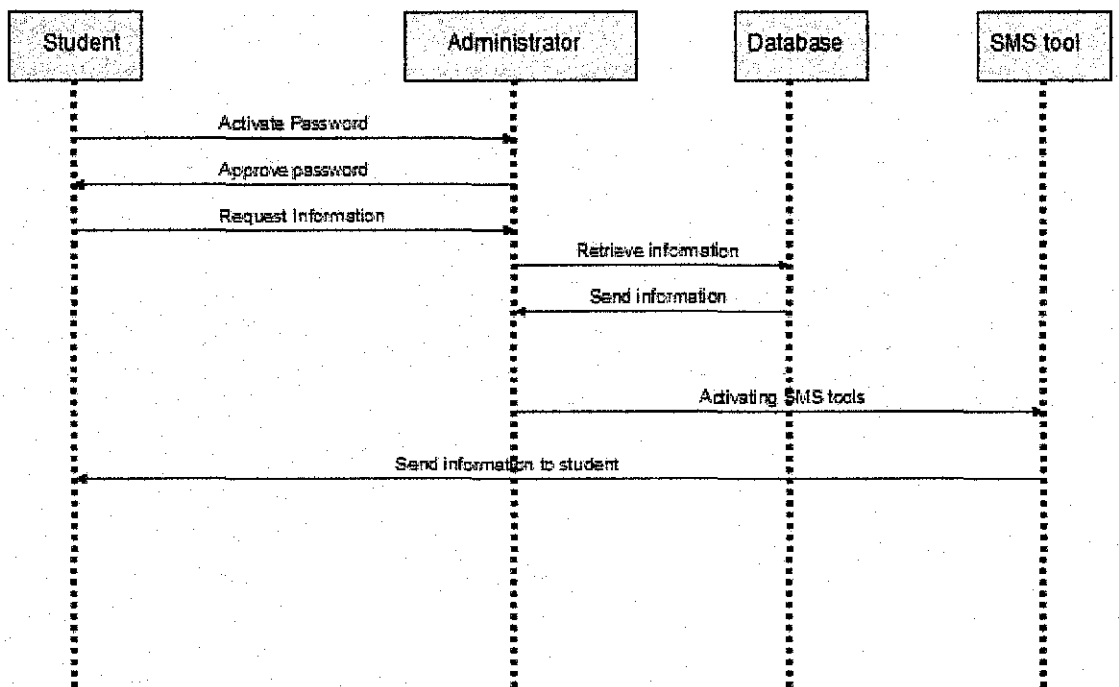 Student
Administrator
Database
SMS tool
Activate Password
Approve password
Request Information
Retrieve information
Send information
Activating SMS tools
Send information to student